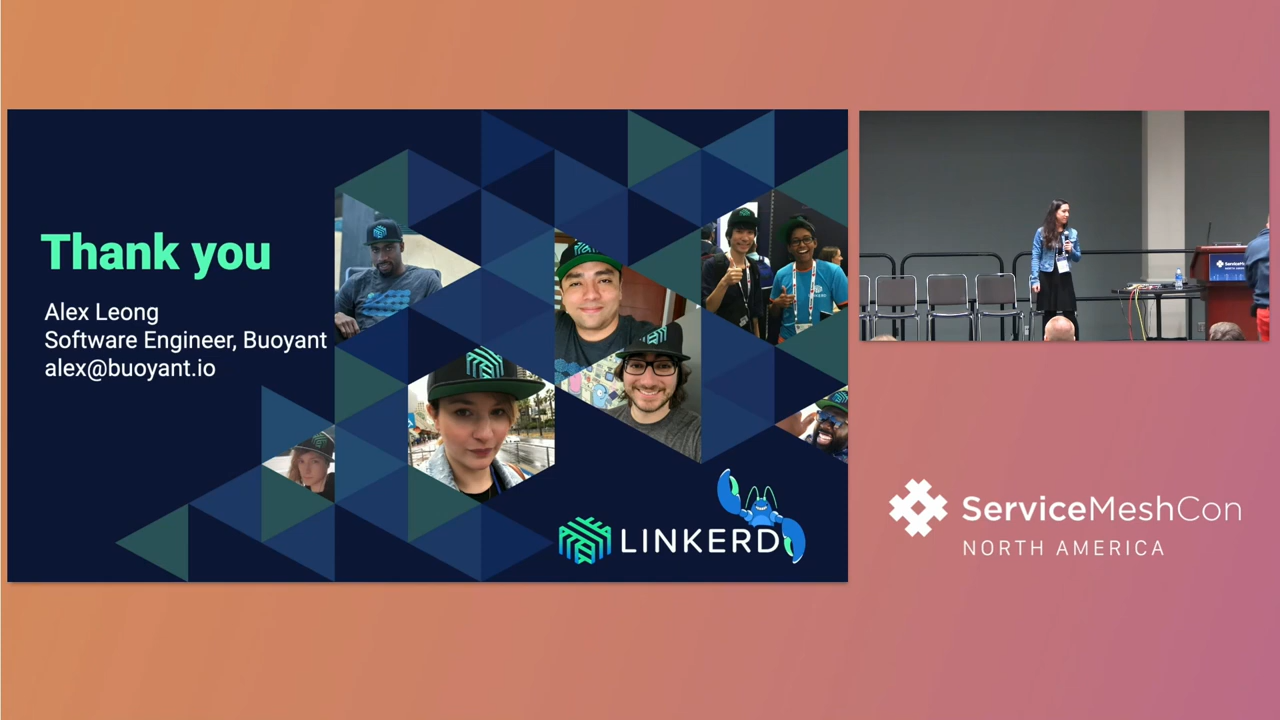 Thank you
Alex Leong
Software Engineer, Buoyant
alex@buoyant.io
LINKERD
ServiceMeshCon
NORTH AMERICA